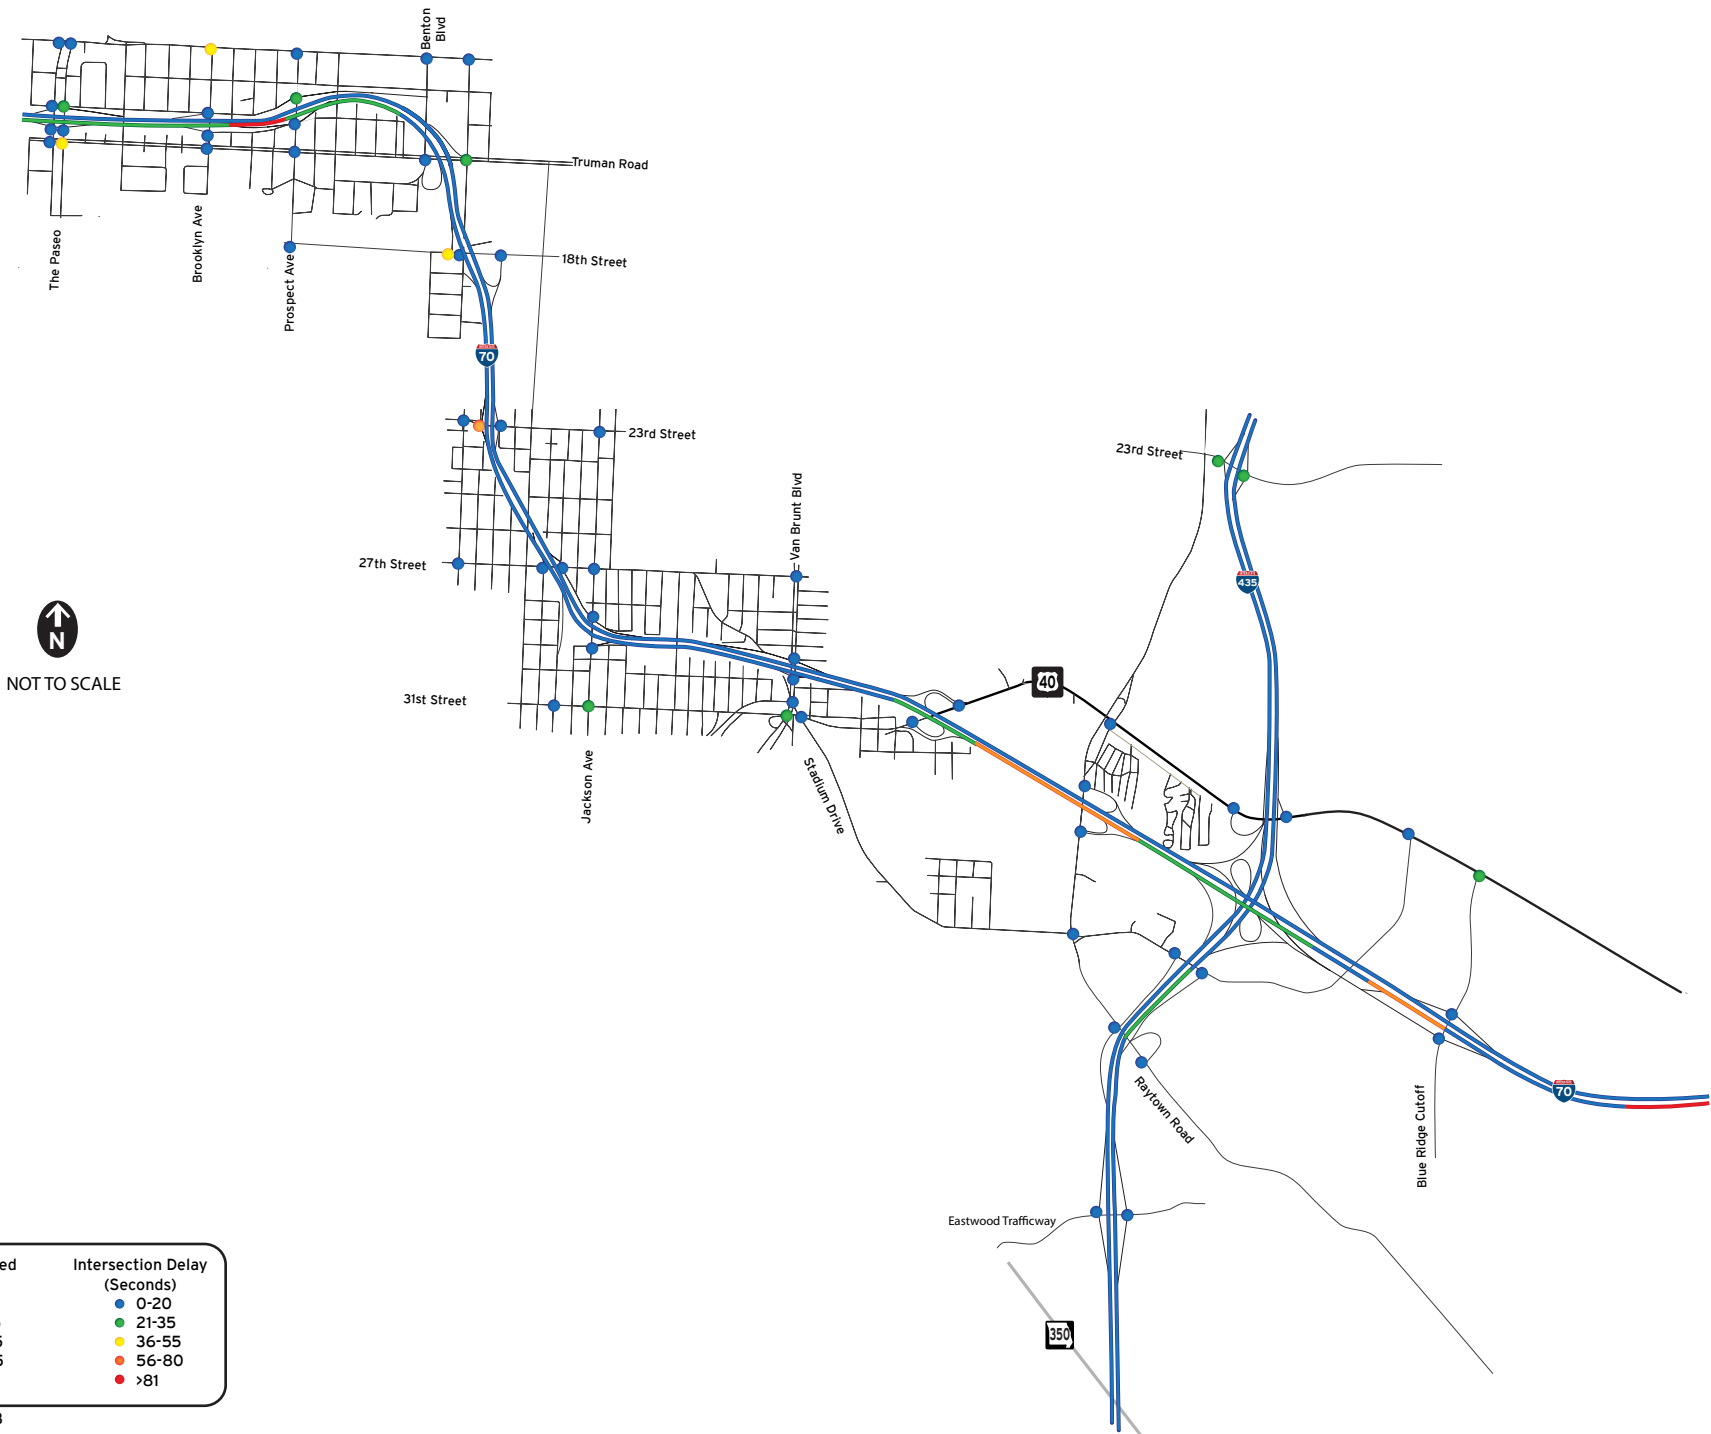 Benton
Blvd
Truman Road
The Paseo
Brooklyn Ave
Prospect Ave
18th Street
70
23rd Street
23rd Street
27th Street
Van Brunt Blvd
435
N
NOT TO SCALE
40
31st Street
Jackson Ave
Stadium Drive
70
Raytown Road
Blue Ridge Cutoff
Eastwood Trafficway
350
ed
Intersection Delay
(Seconds)
0-20
21-35
36-55
56-80
>81